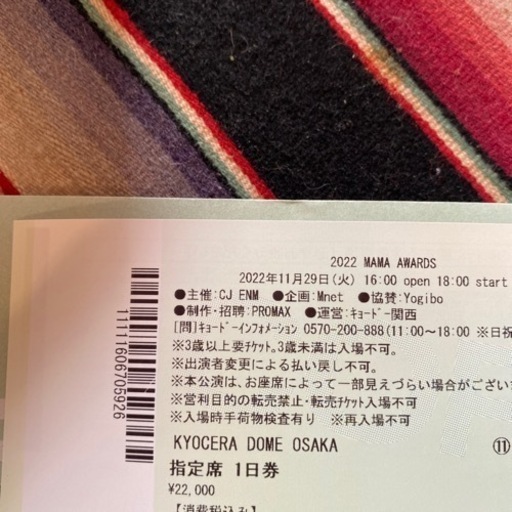 2022 MAMA AWARDS
2022年11月29日(火) 16:00 open 18:00 start
●主催:CJ ENM ●企画:Mnet ●協賛:Yogibo
●制作・招聘:PROMAX ●運営:ｷｮｰﾄﾞｰ関西
[問]ｷｮｰﾄﾞｰｲﾝﾌｫﾒｰｼｮﾝ 0570-200-888(11:00~18:00 ※日祝
※3歳以上要ﾁｹｯﾄ。3歳未満は入場不可。
※出演者変更による払い戻し不可。
※本公演は、お座席によって一部見えづらい場合がござい
※営利目的の転売禁止・転売ﾁｹｯﾄ入場不可
※入場時手荷物検査有り ※再入場不可
KYOCERA DOME OSAKA ⑪
指定席 1日券
¥22,000
【消費税込み】
11111606705926